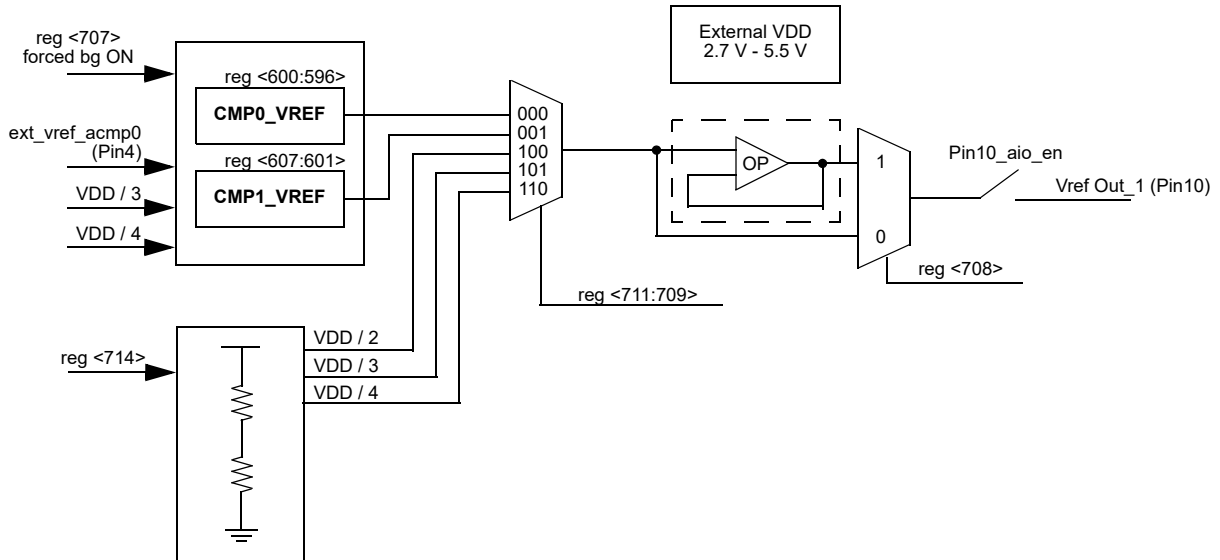 reg <707>
forced bg ON
External VDD
2.7 V - 5.5 V
reg <600:596>
CMP0_VREF
000
001
100
101
110
ext_vref_acmp0
(Pin4)
reg <607:601>
CMP1_VREF
VDD / 3
VDD / 4
OP
1
0
Pin10_aio_en
Vref Out_1 (Pin10)
reg <708>
reg <711:709>
reg <714>
VDD / 2
VDD / 3
VDD / 4